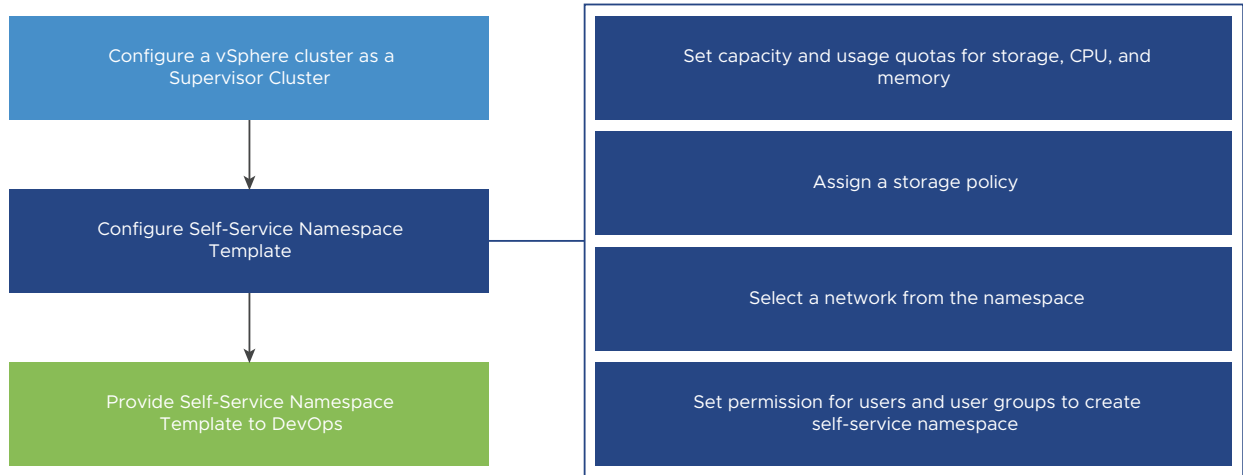 Configure a vSphere cluster as a
Supervisor Cluster
Configure Self-Service Namespace
Template
Provide Self-Service Namespace
Template to DevOps
Set capacity and usage quotas for storage, CPU, and
memory
Assign a storage policy
Select a network from the namespace
Set permission for users and user groups to create
self-service namespace